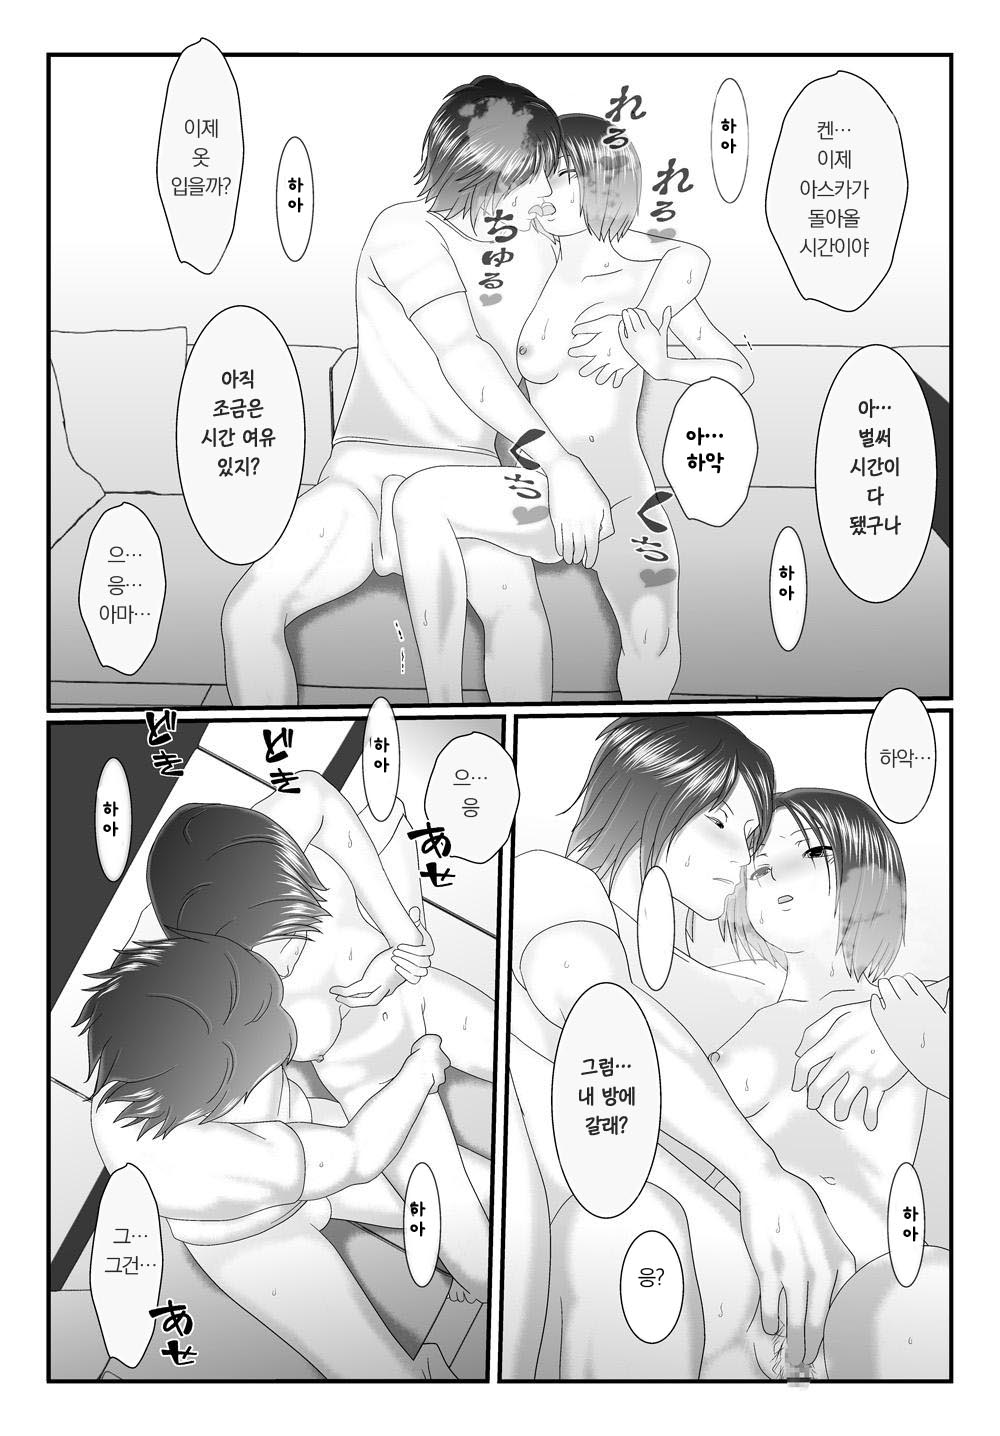 켄…
이제
아스카가
돌아올
시간이야
하
아
れろ
れろ
ちゅる
하
아
이제
옷
입을까?
아…
벌써
시간이
다
됐구나
아…
하악
くち
くち
하
아
아직
조금은
시간 여유
있지?
으…
응…
아마…
하악…
하
아
그럼…
내 방에
갈래?
응?
하
아
으…
응
하
아
どき
どき
あせ
하
아
하
아
그…
그건…
あせ